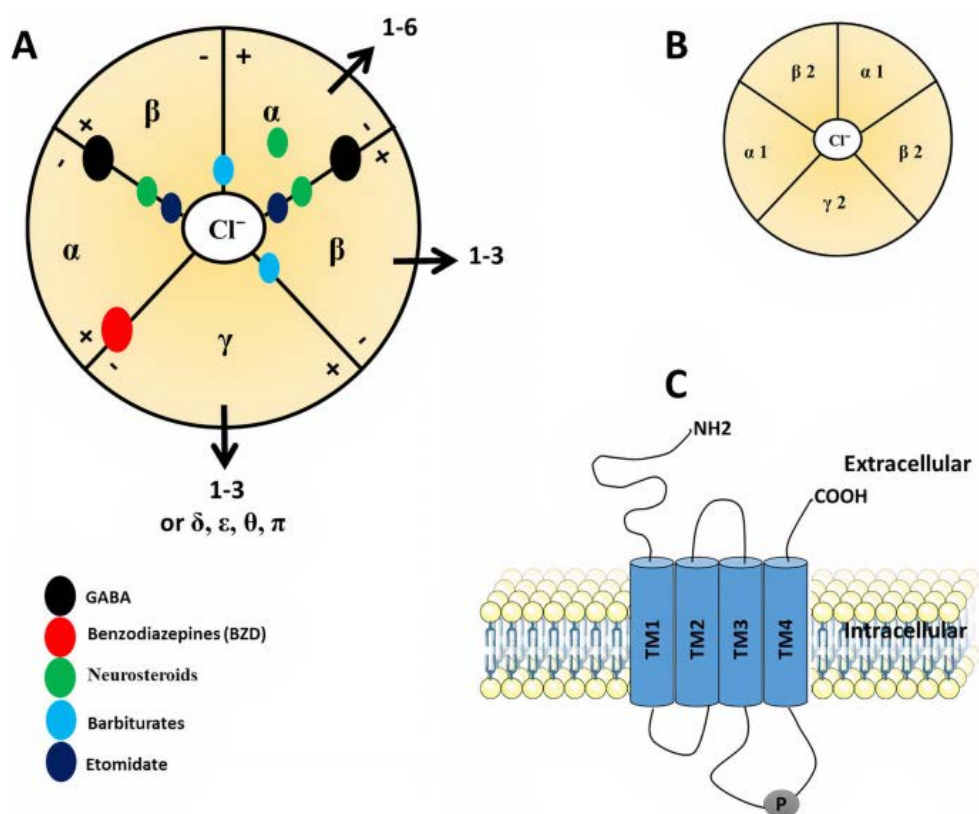 A
1-6
- +
β
α
+
-
-
+
Cl⁻
α
β
1-3
+
-
γ
-
+
1-3
or δ, ε, θ, π
GABA
Benzodiazepines (BZD)
Neurosteroids
Barbiturates
Etomidate
B
β 2
α 1
Cl⁻
α 1
β 2
γ 2
C
NH2
Extracellular
COOH
TM1
TM2
TM3
TM4
Intracellular
P